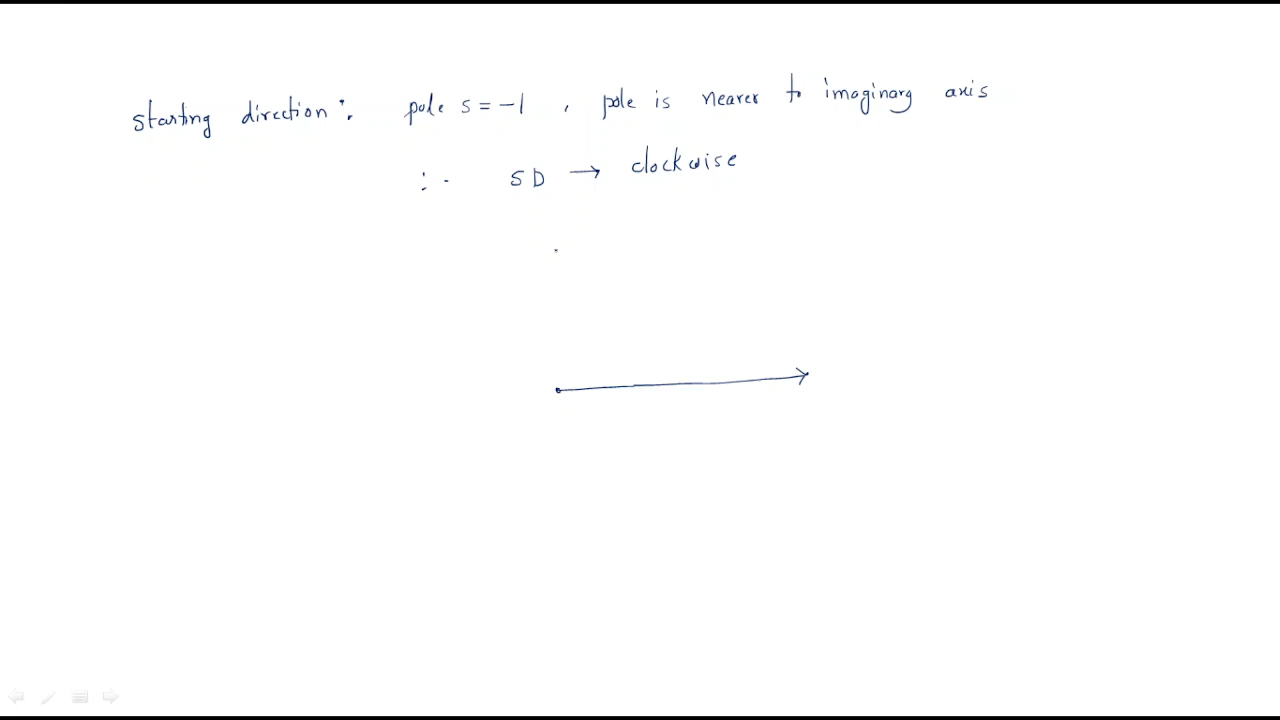 starting direction : pole s = -1 , pole is nearer to imaginary axis
∴ SD → clockwise